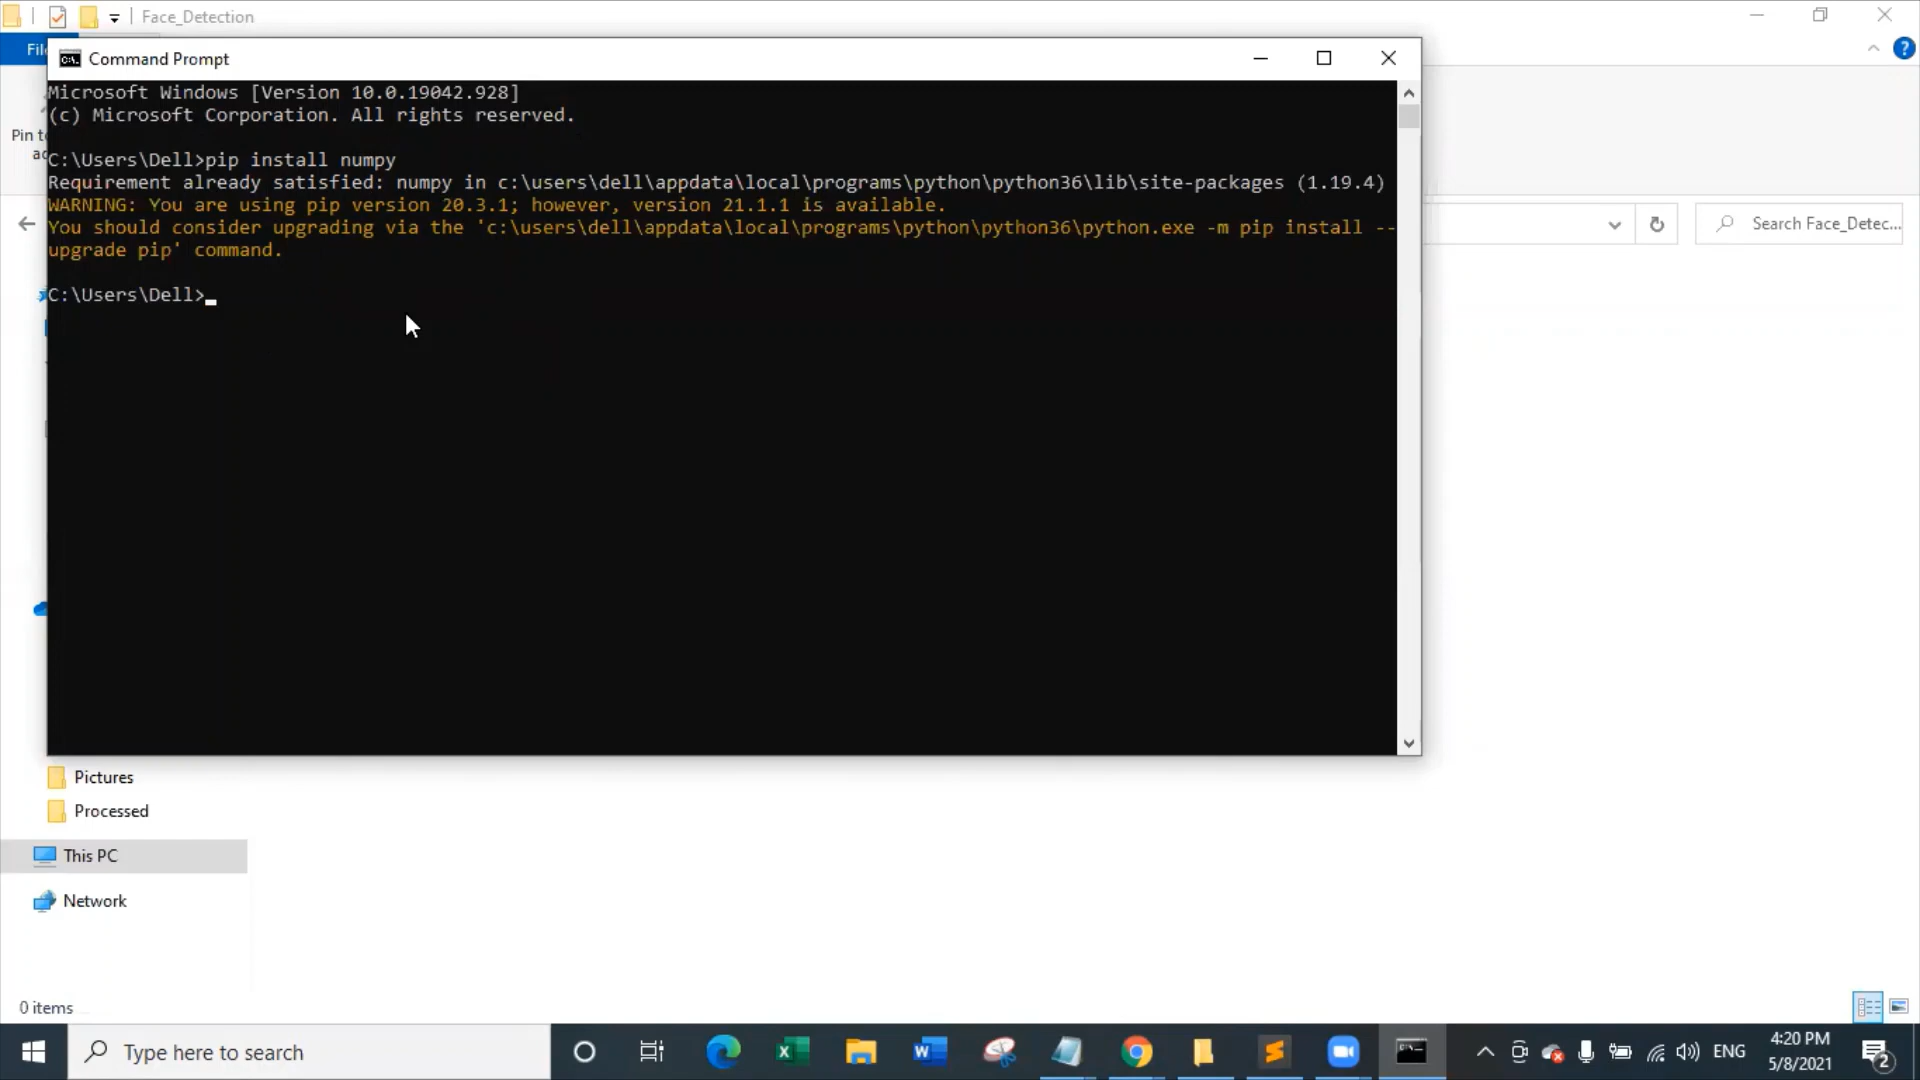 Face_Detection
Command Prompt
Microsoft Windows [Version 10.0.19042.928]
(c) Microsoft Corporation. All rights reserved.
C:\Users\Dell>pip install numpy
Requirement already satisfied: numpy in c:\users\dell\appdata\local\programs\python\python36\lib\site-packages (1.19.4)
WARNING: You are using pip version 20.3.1; however, version 21.1.1 is available.
You should consider upgrading via the 'c:\users\dell\appdata\local\programs\python\python36\python.exe -m pip install --
upgrade pip' command.
C:\Users\Dell>
Search Face_Detec...
Pictures
Processed
This PC
Network
0 items
Type here to search
ENG
4:20 PM
5/8/2021
2